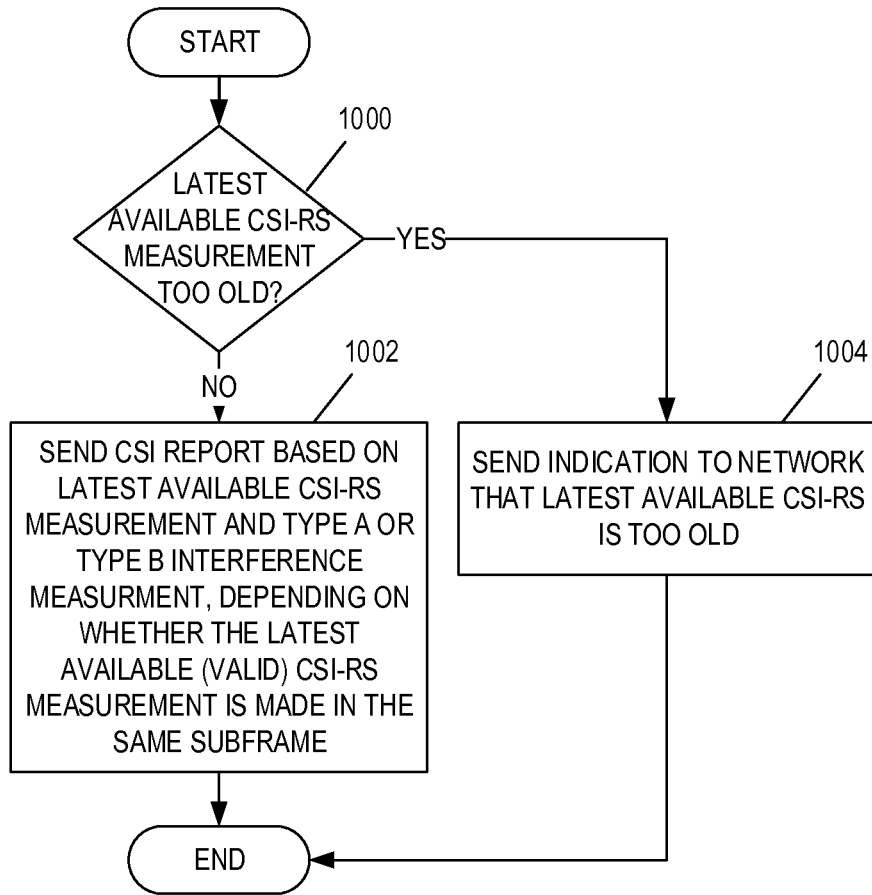 START
1000
LATEST
AVAILABLE CSI-RS
MEASUREMENT
TOO OLD?
YES
NO
1002
SEND CSI REPORT BASED ON
LATEST AVAILABLE CSI-RS
MEASUREMENT AND TYPE A OR
TYPE B INTERFERENCE
MEASURMENT, DEPENDING ON
WHETHER THE LATEST
AVAILABLE (VALID) CSI-RS
MEASUREMENT IS MADE IN THE
SAME SUBFRAME
1004
SEND INDICATION TO NETWORK
THAT LATEST AVAILABLE CSI-RS
IS TOO OLD
END